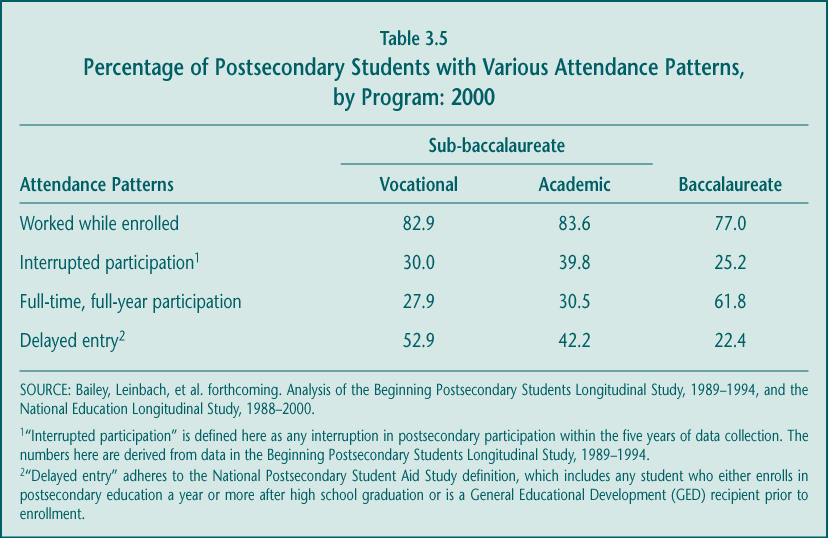 Table 3.5
Percentage of Postsecondary Students with Various Attendance Patterns,
by Program: 2000
Sub-baccalaureate
Attendance Patterns Vocational Academic Baccalaureate
Worked while enrolled 82.9 83.6 77.0
Interrupted participation¹ 30.0 39.8 25.2
Full-time, full-year participation 27.9 30.5 61.8
Delayed entry² 52.9 42.2 22.4
SOURCE: Bailey, Leinbach, et al. forthcoming. Analysis of the Beginning Postsecondary Students Longitudinal Study, 1989–1994, and the
National Education Longitudinal Study, 1988–2000.
¹“Interrupted participation” is defined here as any interruption in postsecondary participation within the five years of data collection. The
numbers here are derived from data in the Beginning Postsecondary Students Longitudinal Study, 1989–1994.
²“Delayed entry” adheres to the National Postsecondary Student Aid Study definition, which includes any student who either enrolls in
postsecondary education a year or more after high school graduation or is a General Educational Development (GED) recipient prior to
enrollment.